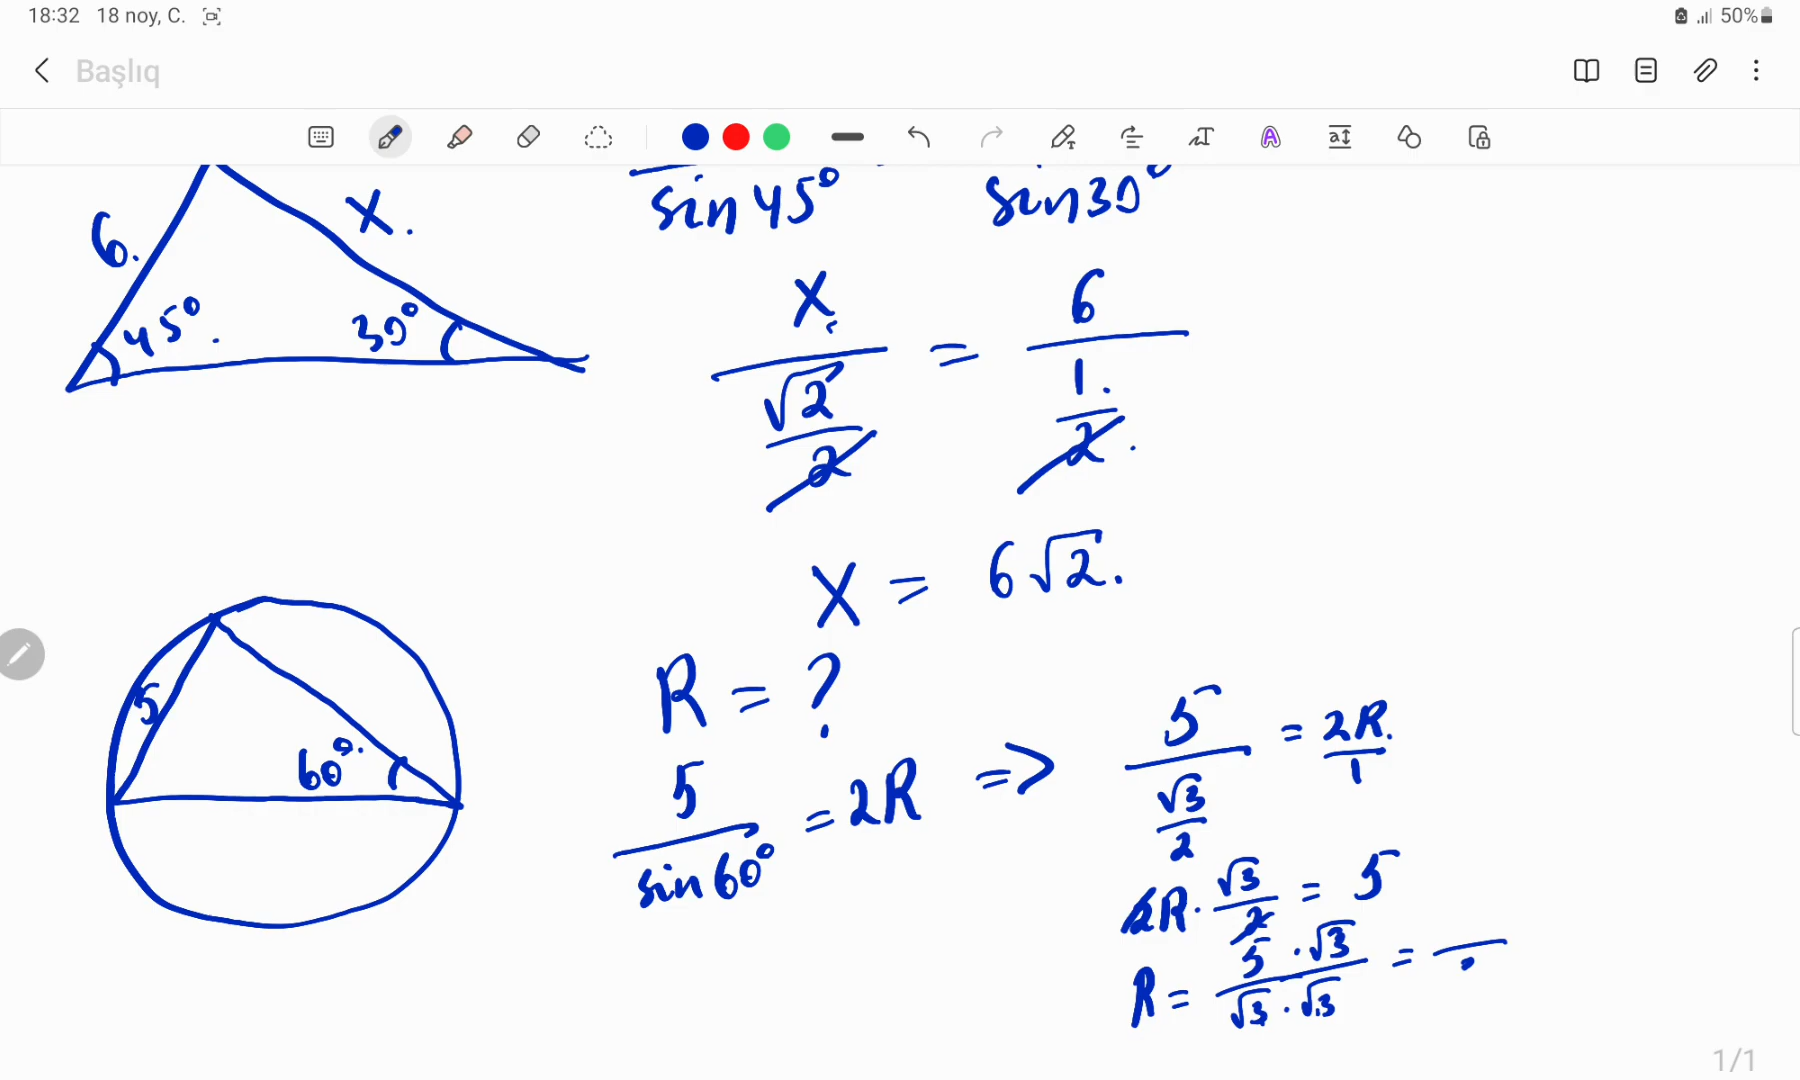 18:32 18 noy, C. 50%
Başlıq
6. x.
45°. 30°
sin 45° sin 30°
x / (√2/2) = 6 / (1/2)
x = 6√2.
R = ?
5 / sin 60° = 2R => 5 / (√3/2) = 2R. / 1
5 60°.
2R · √3/2 = 5
R = 5 · √3 / √3 · √3 =
1/1